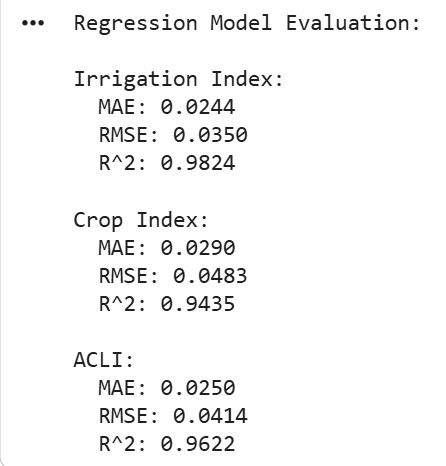 Regression Model Evaluation:
Irrigation Index:
MAE: 0.0244
RMSE: 0.0350
R^2: 0.9824
Crop Index:
MAE: 0.0290
RMSE: 0.0483
R^2: 0.9435
ACLI:
MAE: 0.0250
RMSE: 0.0414
R^2: 0.9622